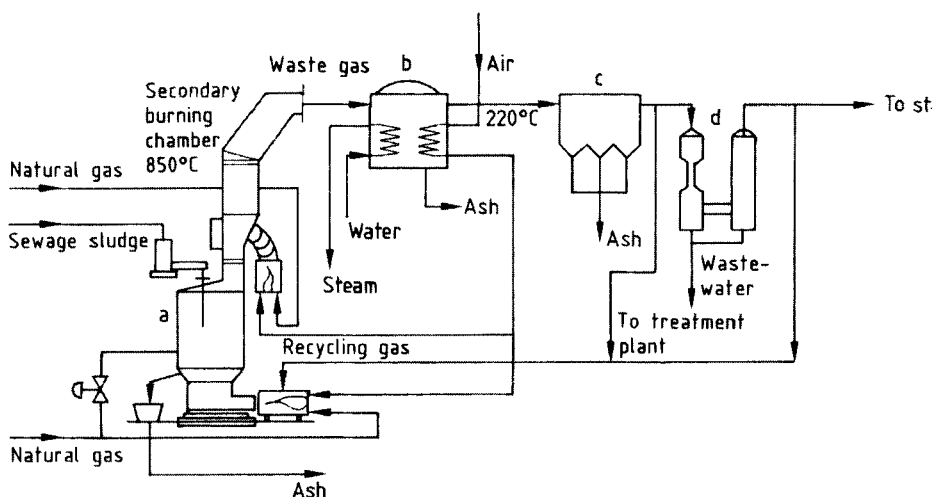 Waste gas
b
Air
Secondary
burning
chamber
850°C
c
d
To st
220°C
Natural gas
Ash
Water
Sewage sludge
Ash
Steam
Waste-
water
a
To treatment
plant
Recycling gas
Natural gas
Ash